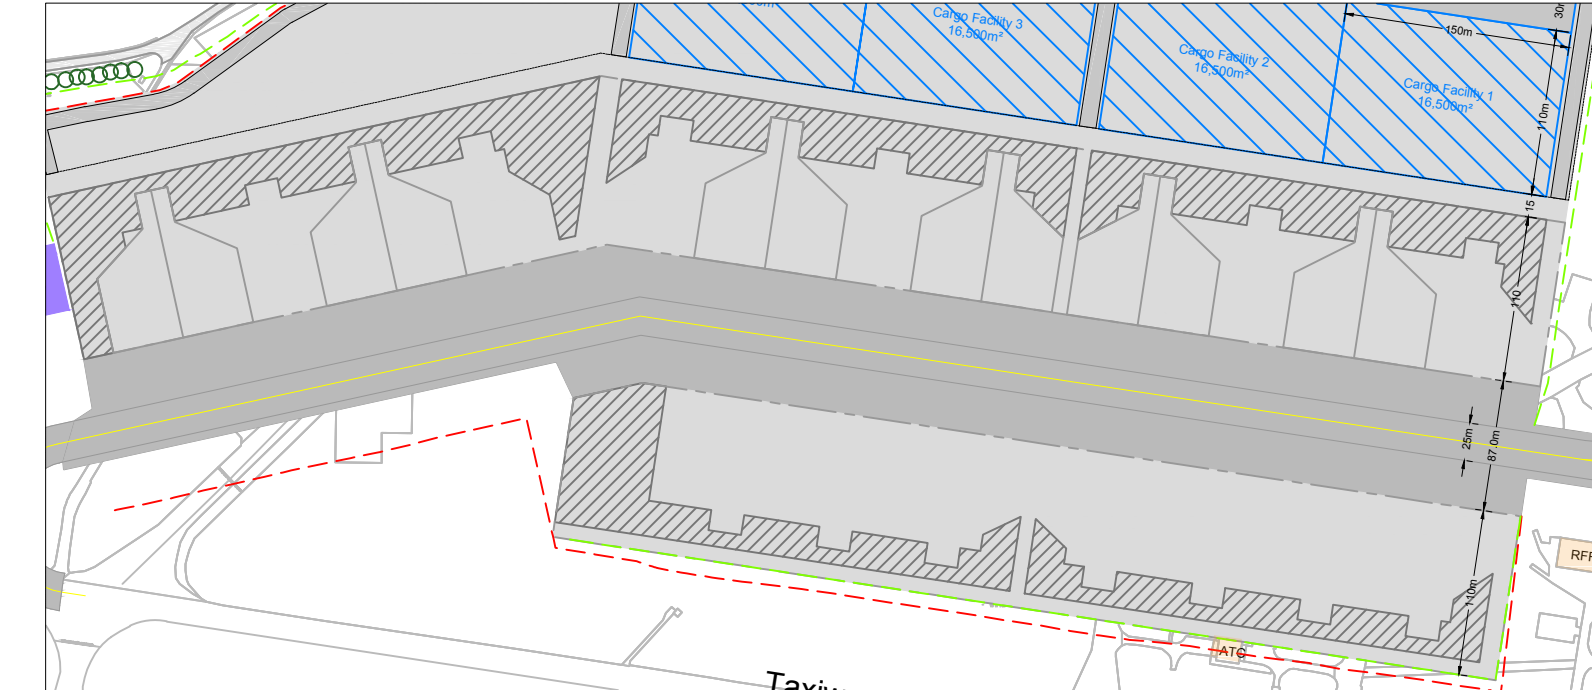 30m
Cargo Facility 3
16,500m²
150m
Cargo Facility 2
16,500m²
Cargo Facility 1
16,500m²
110m
15
110
25m
87.0m
110m
ATC